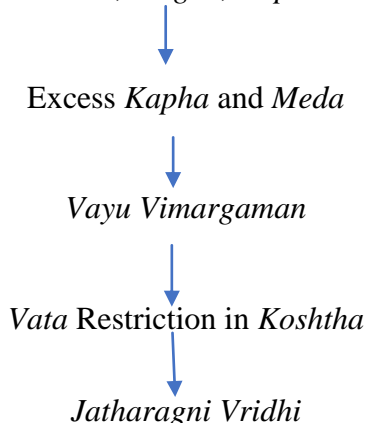 Excess Kapha and Meda
Vayu Vimargaman
Vata Restriction in Koshtha
Jatharagni Vridhi